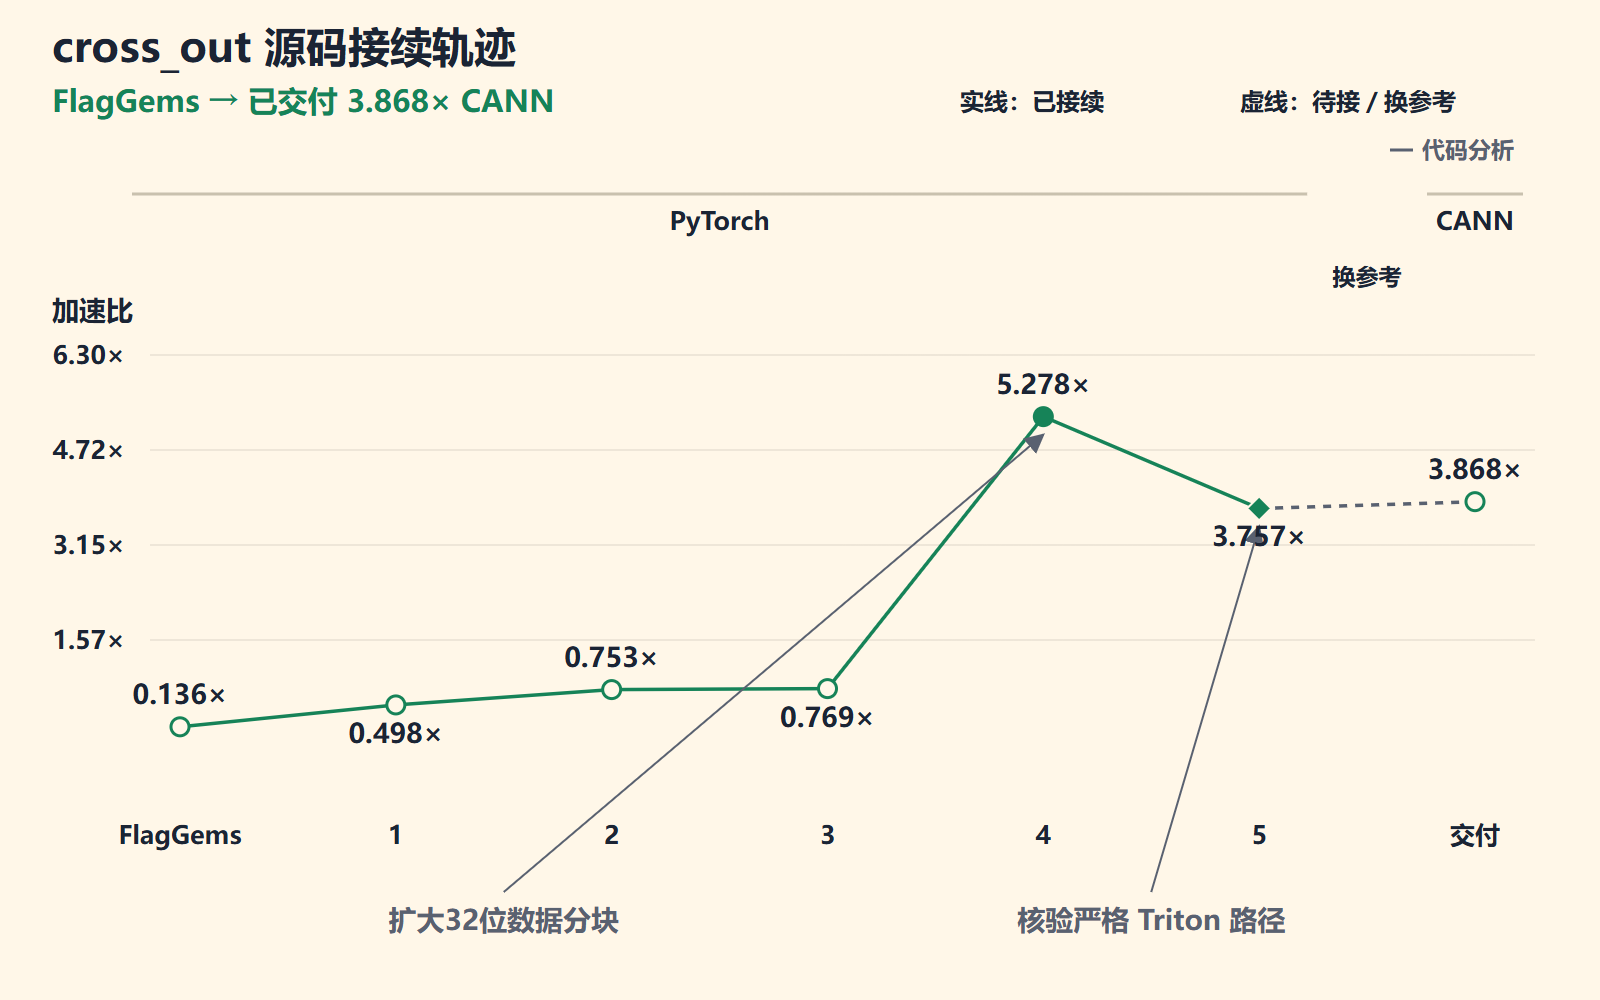 cross_out 源码接续轨迹
FlagGems → 已交付 3.868× CANN
实线：已接续
虚线：待接 / 换参考
代码分析
PyTorch
CANN
换参考
加速比
6.30×
4.72×
3.15×
1.57×
0.136×
0.498×
0.753×
0.769×
5.278×
3.757×
3.868×
FlagGems
1
2
3
4
5
交付
扩大32位数据分块
核验严格 Triton 路径